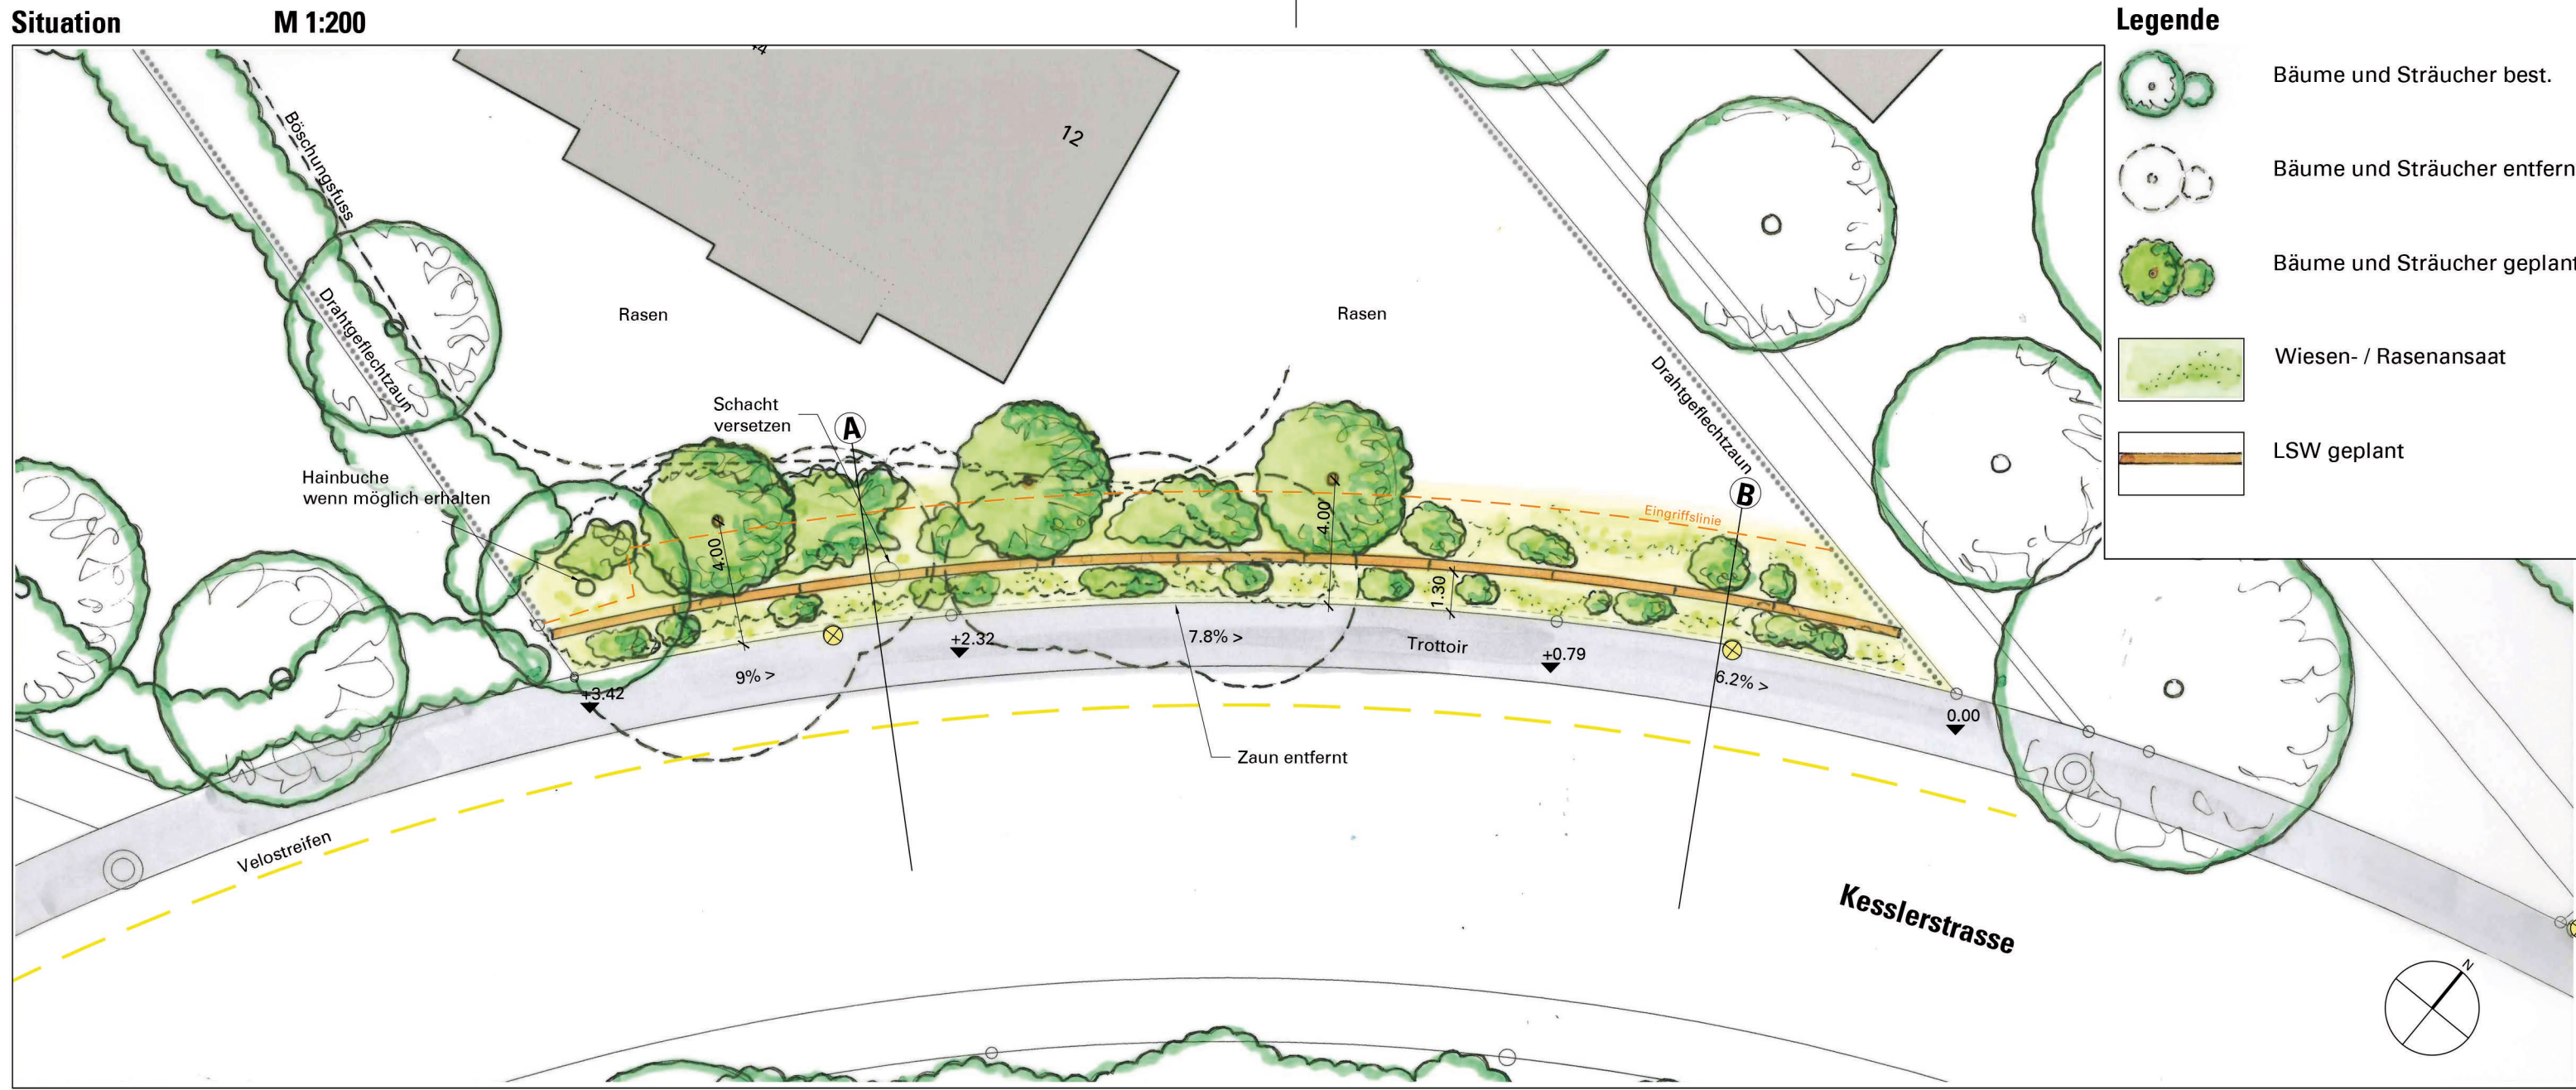 Situation M 1:200
Legende
Bäume und Sträucher best.
Bäume und Sträucher entfern
Bäume und Sträucher geplant
Wiesen- / Rasenansaat
LSW geplant
12
Böschungsfuss
Drahtgeflechtzaun
Rasen
Rasen
Drahtgeflechtzaun
Schacht
versetzen
A
Hainbuche
wenn möglich erhalten
B
Eingriffslinie
4.00
4.00
1.30
+3.42
9% >
+2.32
7.8% >
Trottoir
+0.79
6.2% >
0.00
Zaun entfernt
Velostreifen
Kesslerstrasse
N